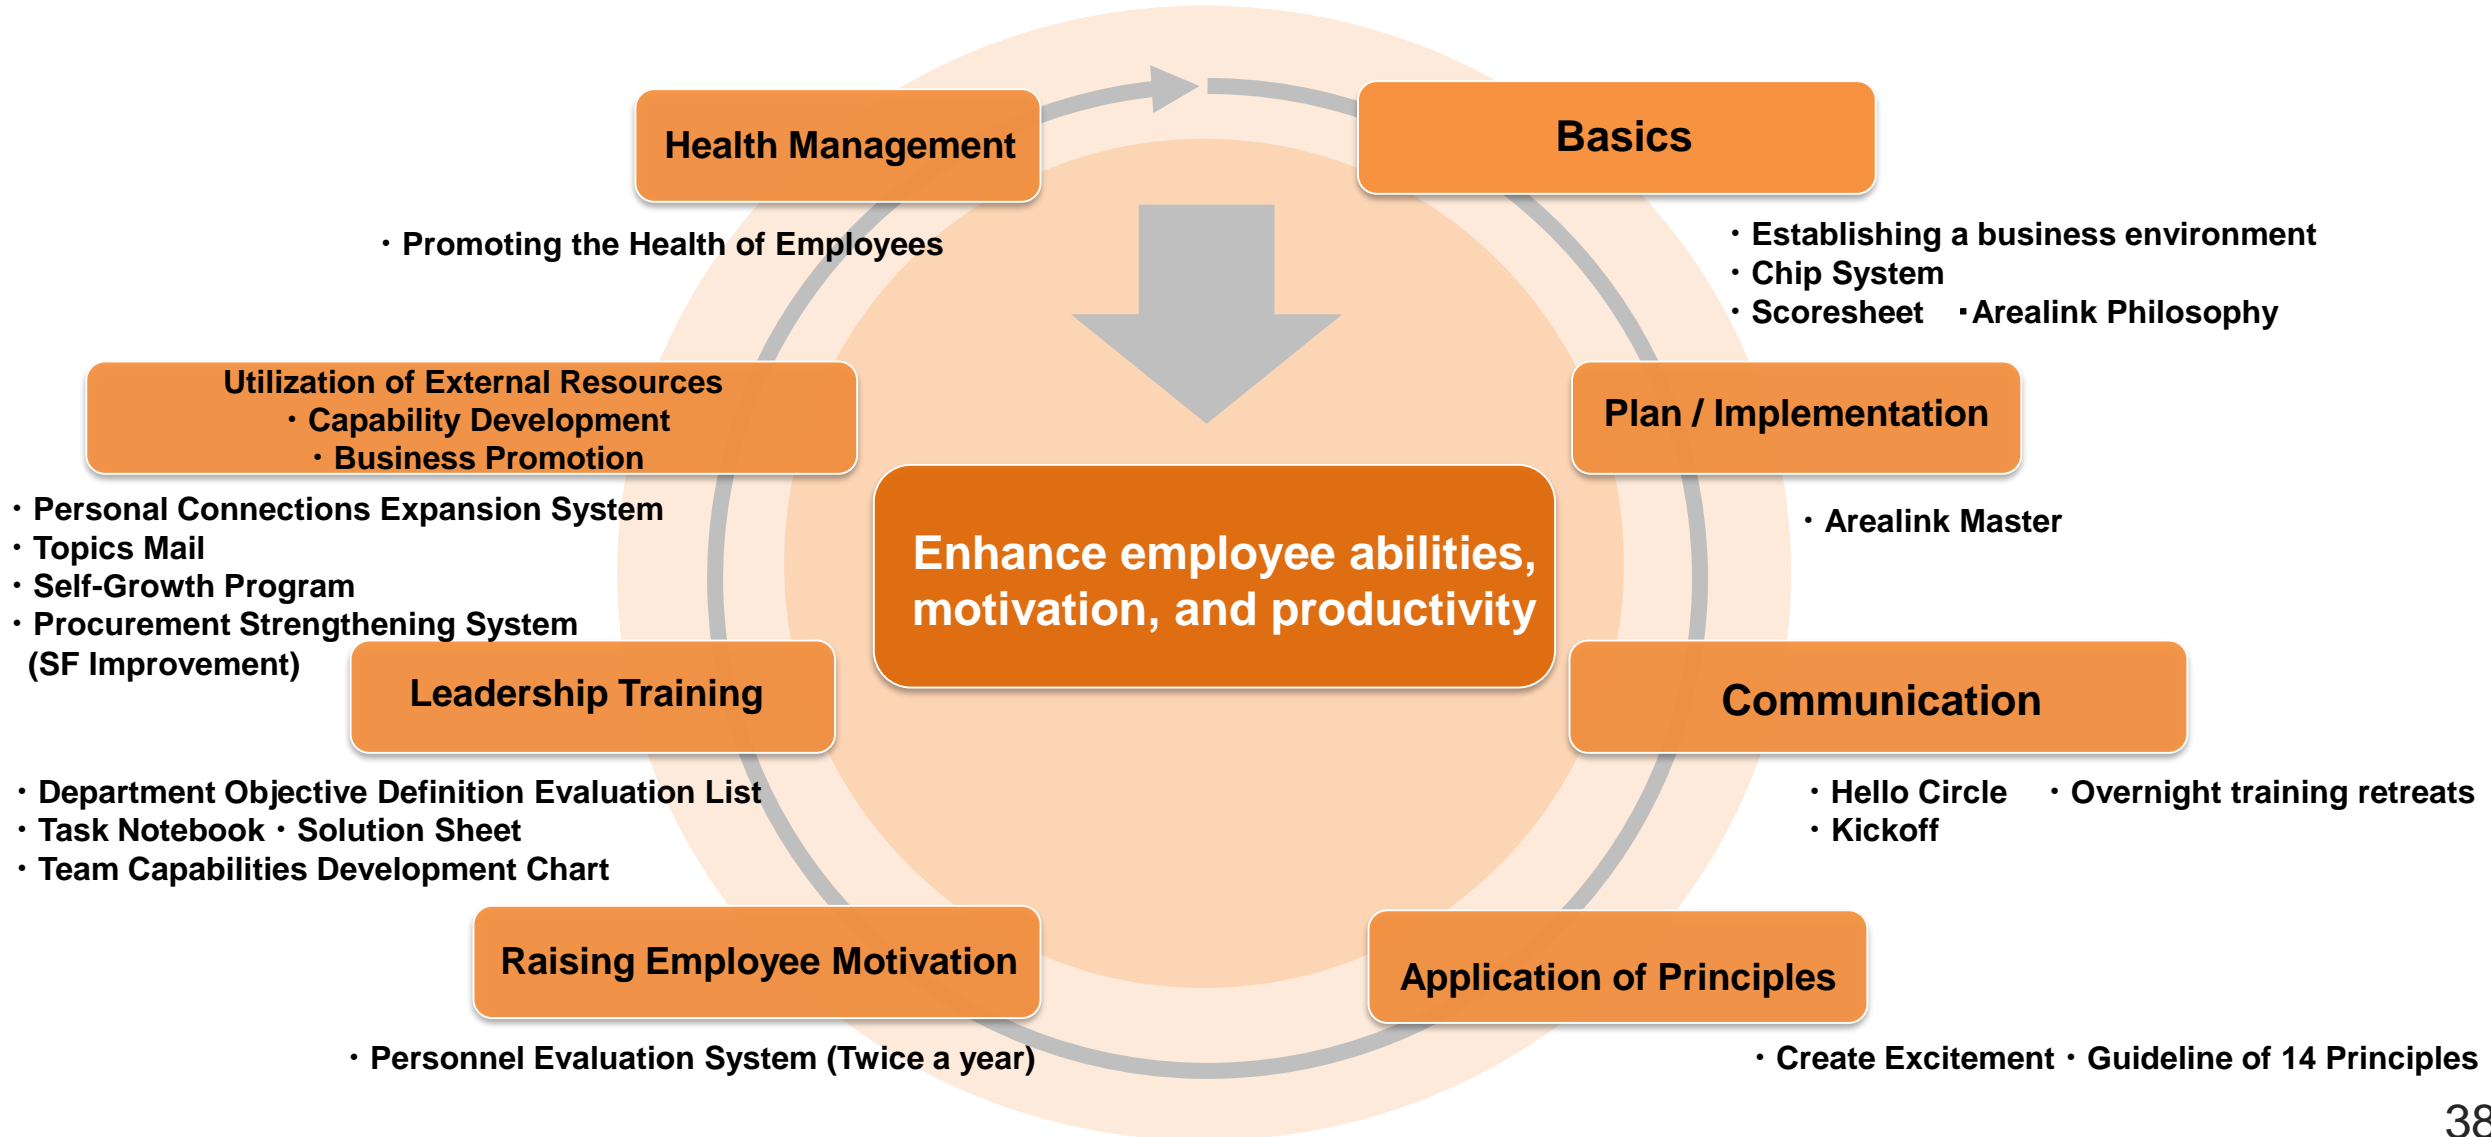 Health Management
・Promoting the Health of Employees
Basics
・Establishing a business environment
・Chip System
・Scoresheet ・Arealink Philosophy
Utilization of External Resources
・Capability Development
・Business Promotion
・Personal Connections Expansion System
・Topics Mail
・Self-Growth Program
・Procurement Strengthening System
(SF Improvement)
Plan / Implementation
・Arealink Master
Enhance employee abilities,
motivation, and productivity
Leadership Training
・Department Objective Definition Evaluation List
・Task Notebook・Solution Sheet
・Team Capabilities Development Chart
Communication
・Hello Circle ・Overnight training retreats
・Kickoff
Raising Employee Motivation
・Personnel Evaluation System (Twice a year)
Application of Principles
・Create Excitement・Guideline of 14 Principles
38